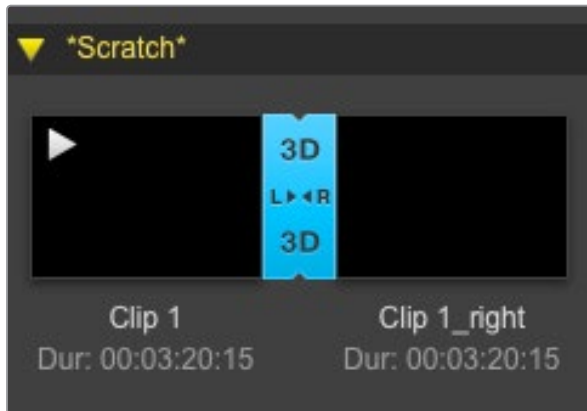 *Scratch*
3D
L R
3D
Clip 1 Clip 1_right
Dur: 00:03:20:15 Dur: 00:03:20:15